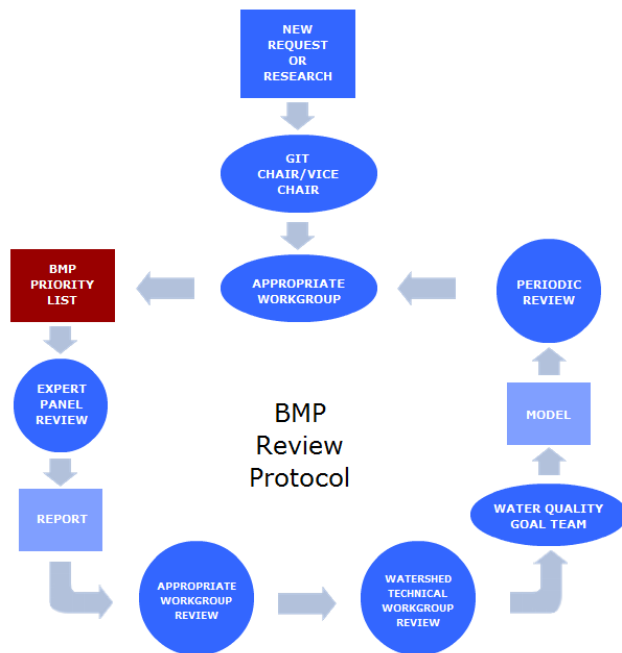 NEW
REQUEST
OR
RESEARCH
GIT
CHAIR/VICE
CHAIR
BMP
PRIORITY
LIST
APPROPRIATE
WORKGROUP
PERIODIC
REVIEW
EXPERT
PANEL
REVIEW
MODEL
BMP
Review
Protocol
REPORT
WATER QUALITY
GOAL TEAM
APPROPRIATE
WORKGROUP
REVIEW
WATERSHED
TECHNICAL
WORKGROUP
REVIEW